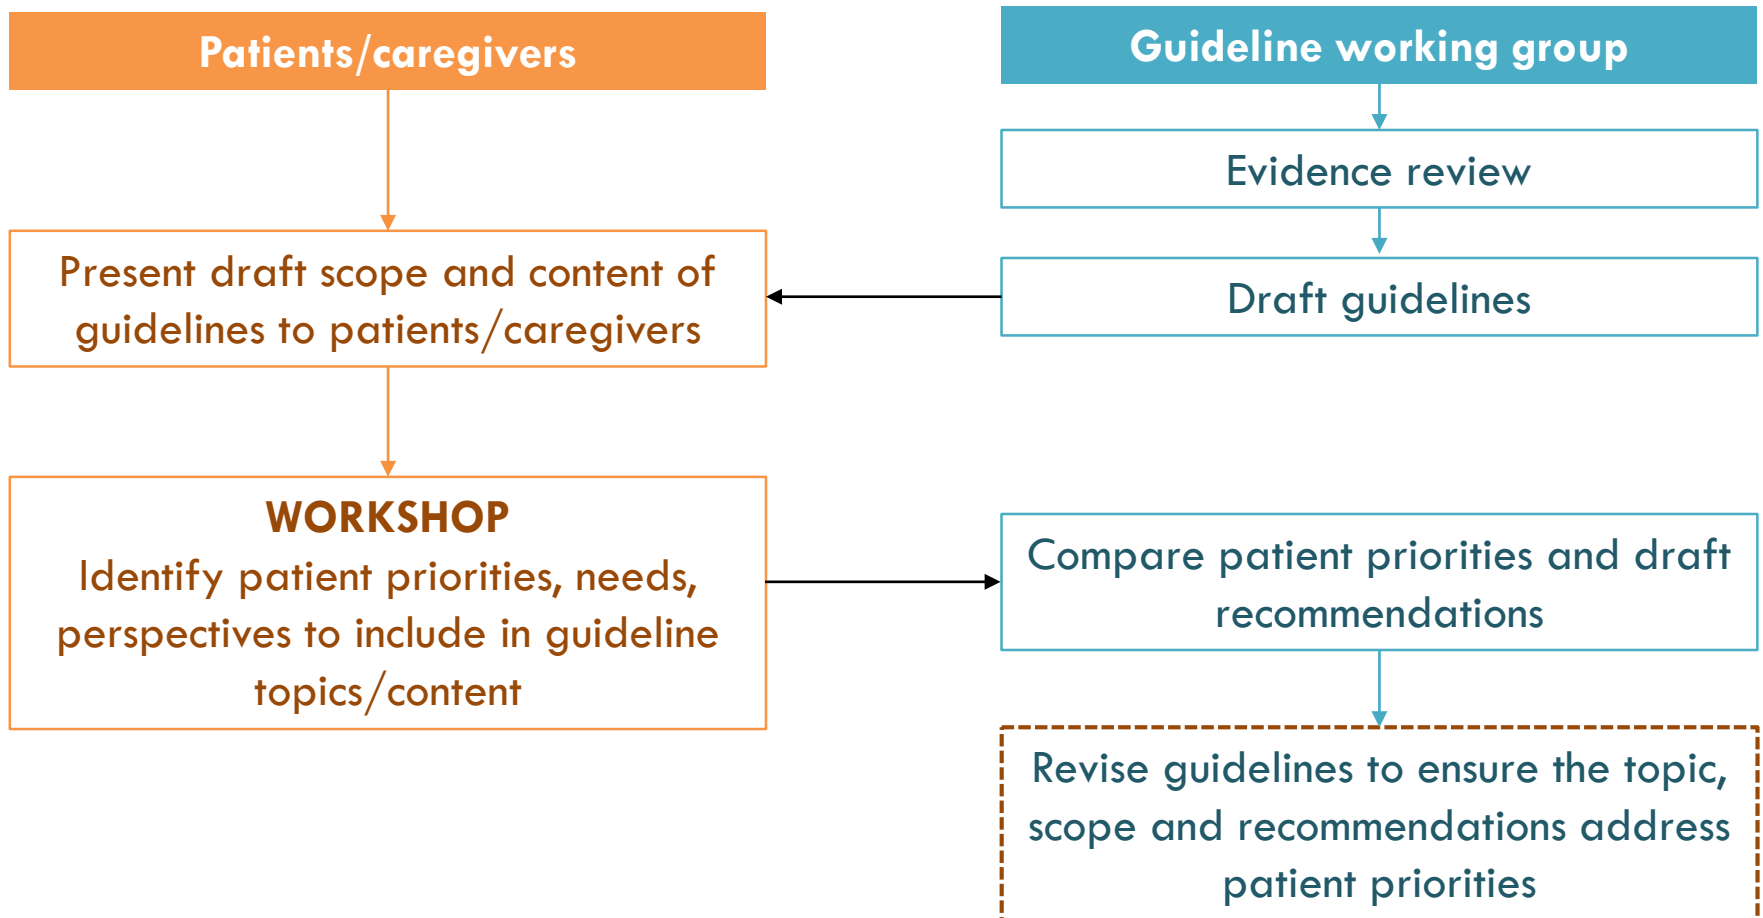 Patients/caregivers
Guideline working group
Evidence review
Present draft scope and content of
guidelines to patients/caregivers
Draft guidelines
WORKSHOP
Identify patient priorities, needs,
perspectives to include in guideline
topics/content
Compare patient priorities and draft
recommendations
Revise guidelines to ensure the topic,
scope and recommendations address
patient priorities